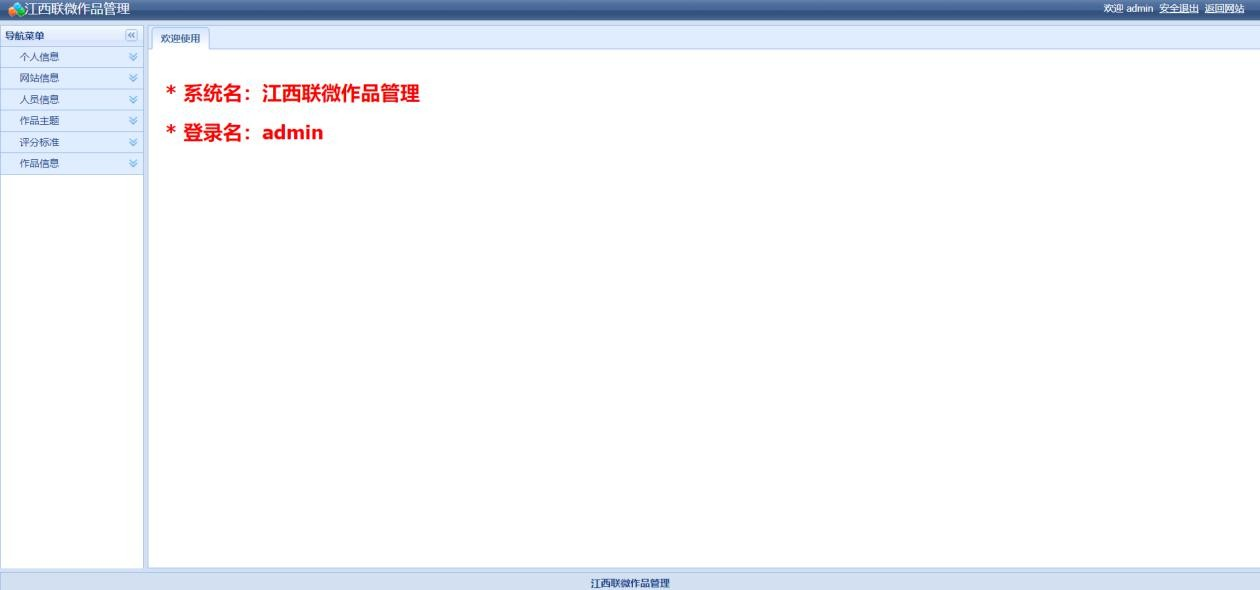 江西联微作品管理
欢迎 admin 安全退出 返回网站
导航菜单
个人信息
网站信息
人员信息
作品主题
评分标准
作品信息
欢迎使用
* 系统名：江西联微作品管理
* 登录名：admin
江西联微作品管理